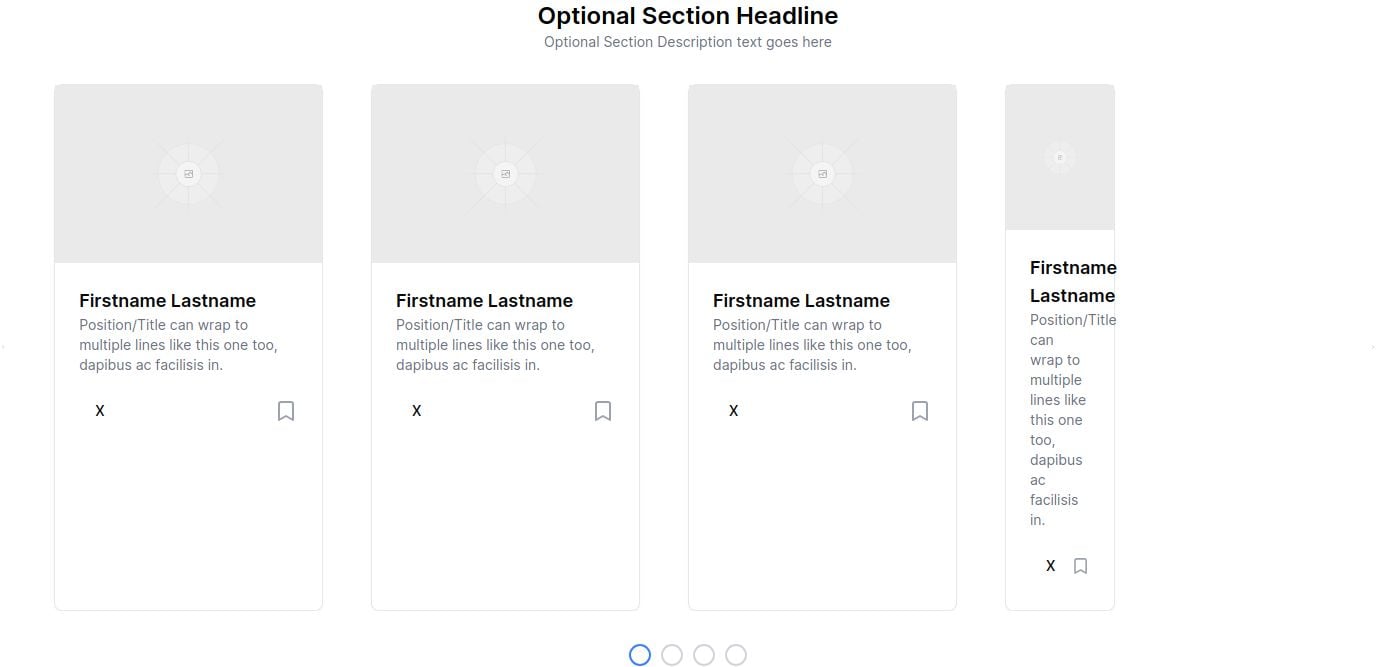 Optional Section Headline
Optional Section Description text goes here
Firstname Lastname
Position/Title can wrap to
multiple lines like this one too,
dapibus ac facilisis in.
X
Firstname Lastname
Position/Title can wrap to
multiple lines like this one too,
dapibus ac facilisis in.
X
Firstname Lastname
Position/Title can wrap to
multiple lines like this one too,
dapibus ac facilisis in.
X
Firstname
Lastname
Position/Title
can
wrap to
multiple
lines like
this one
too,
dapibus
ac
facilisis
in.
X